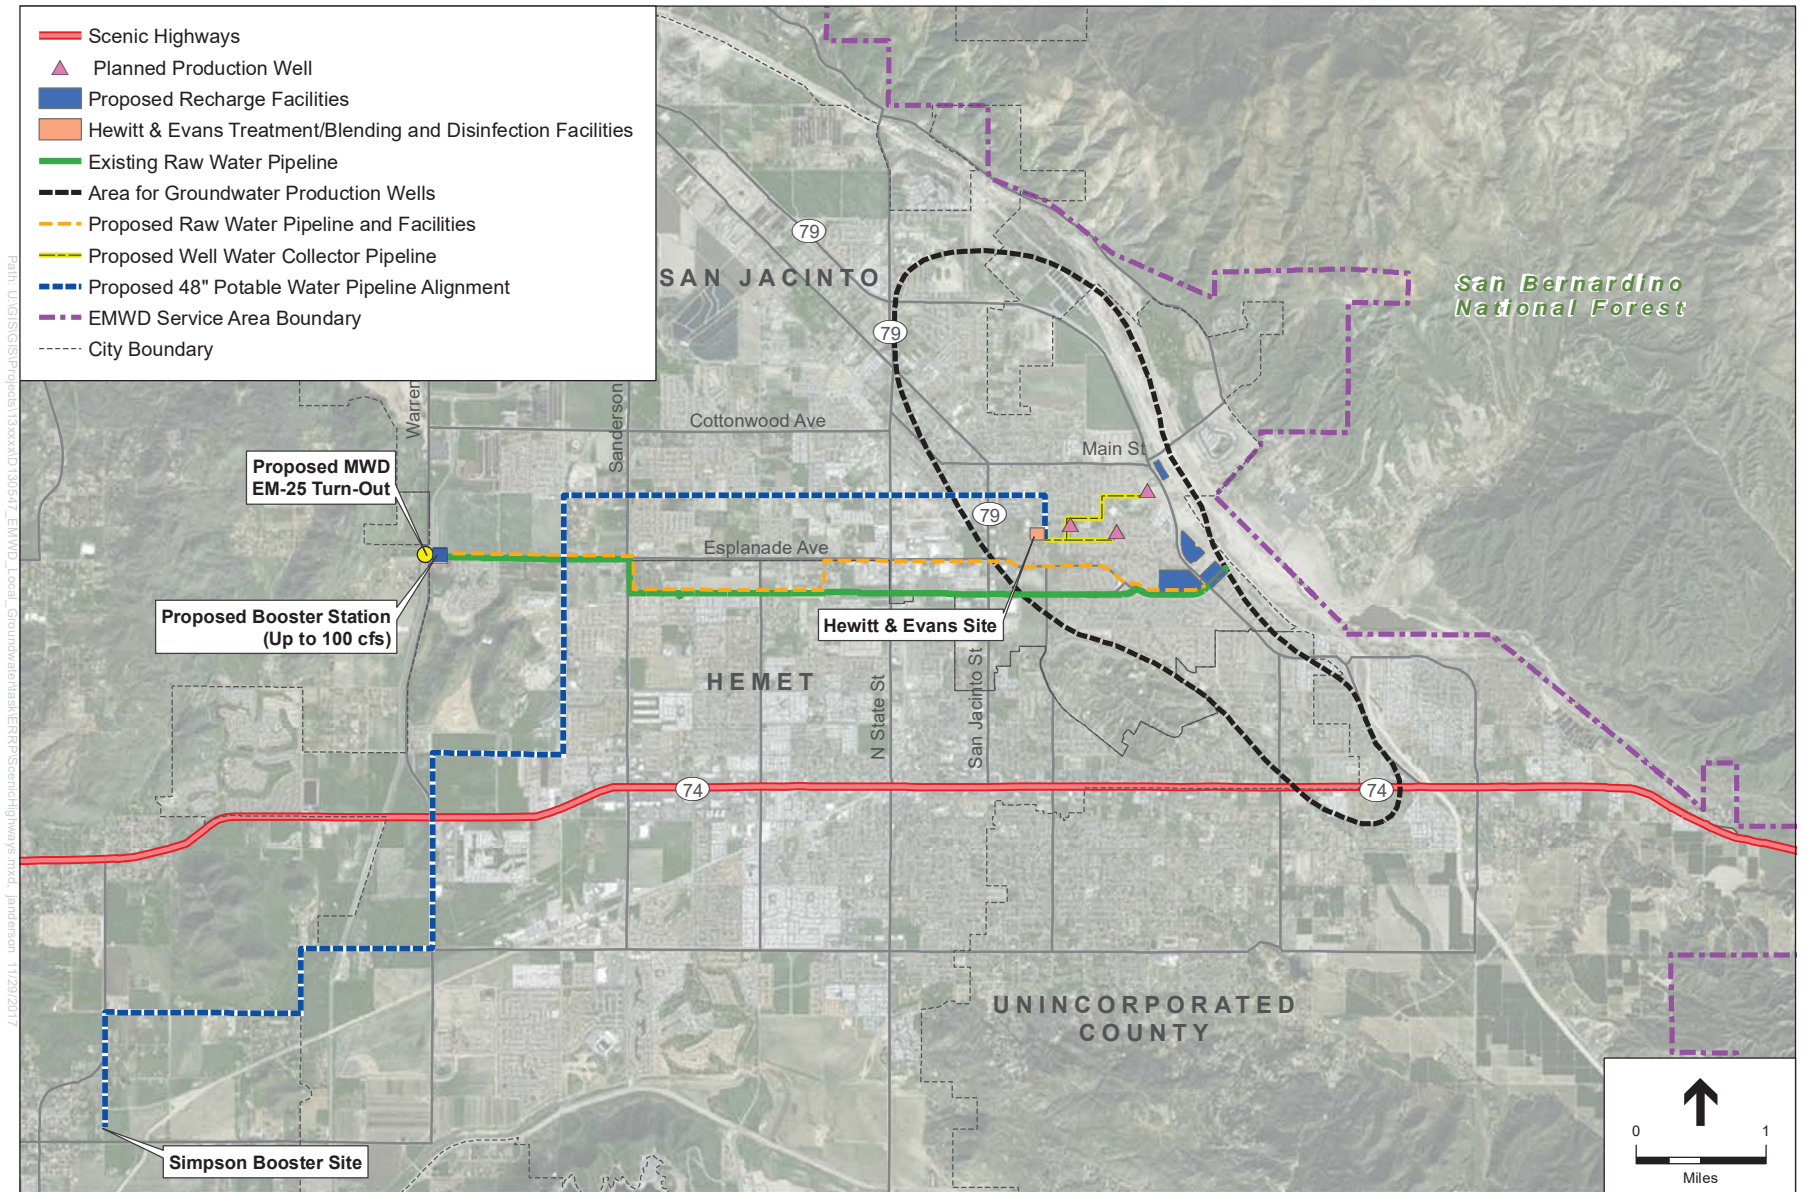 Scenic Highways
Planned Production Well
Proposed Recharge Facilities
Hewitt & Evans Treatment/Blending and Disinfection Facilities
Existing Raw Water Pipeline
Area for Groundwater Production Wells
Proposed Raw Water Pipeline and Facilities
Proposed Well Water Collector Pipeline
Proposed 48" Potable Water Pipeline Alignment
EMWD Service Area Boundary
City Boundary
79
SAN JACINTO
79
San Bernardino
National Forest
Warren
Sanderson
Cottonwood Ave
Main St
Proposed MWD
EM-25 Turn-Out
79
Esplanade Ave
Proposed Booster Station
(Up to 100 cfs)
Hewitt & Evans Site
HEMET
N State St
San Jacinto St
74
74
UNINCORPORATED
COUNTY
Simpson Booster Site
0 1
Miles